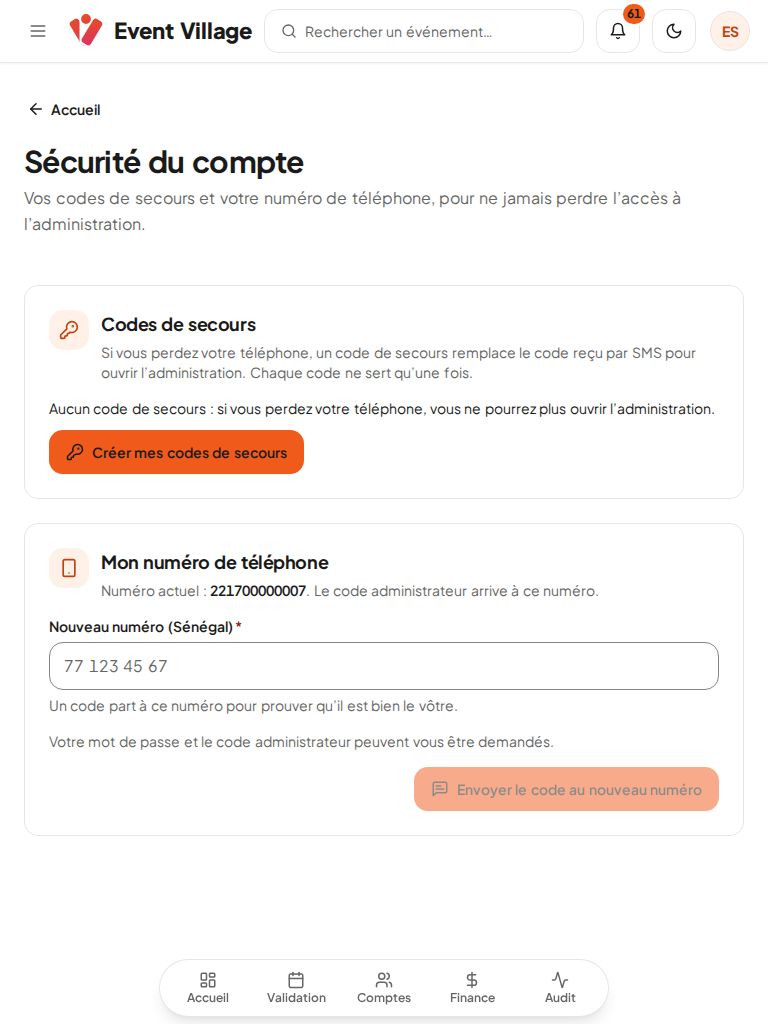 Event Village
Rechercher un événement...
61
ES
Accueil
Sécurité du compte
Vos codes de secours et votre numéro de téléphone, pour ne jamais perdre l'accès à
l'administration.
Codes de secours
Si vous perdez votre téléphone, un code de secours remplace le code reçu par SMS pour
ouvrir l'administration. Chaque code ne sert qu'une fois.
Aucun code de secours : si vous perdez votre téléphone, vous ne pourrez plus ouvrir l'administration.
Créer mes codes de secours
Mon numéro de téléphone
Numéro actuel : 221700000007. Le code administrateur arrive à ce numéro.
Nouveau numéro (Sénégal) *
77 123 45 67
Un code part à ce numéro pour prouver qu'il est bien le vôtre.
Votre mot de passe et le code administrateur peuvent vous être demandés.
Envoyer le code au nouveau numéro
Accueil
Validation
Comptes
Finance
Audit